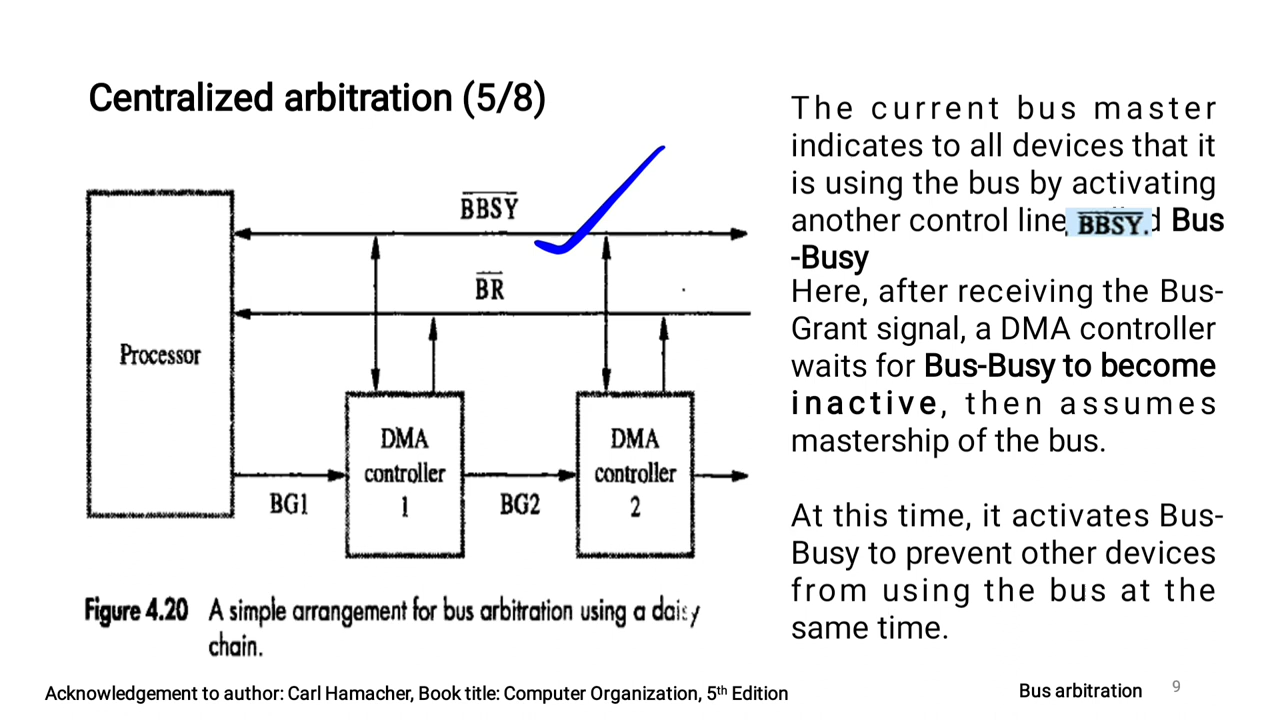 Centralized arbitration (5/8)
BBSY
BR
Processor
DMA
controller
1
DMA
controller
2
BG1
BG2
Figure 4.20 A simple arrangement for bus arbitration using a daisy
chain.
The current bus master
indicates to all devices that it
is using the bus by activating
another control line, BBSY. Bus
-Busy
Here, after receiving the Bus-
Grant signal, a DMA controller
waits for Bus-Busy to become
inactive, then assumes
mastership of the bus.
At this time, it activates Bus-
Busy to prevent other devices
from using the bus at the
same time.
Acknowledgement to author: Carl Hamacher, Book title: Computer Organization, 5th Edition
Bus arbitration
9